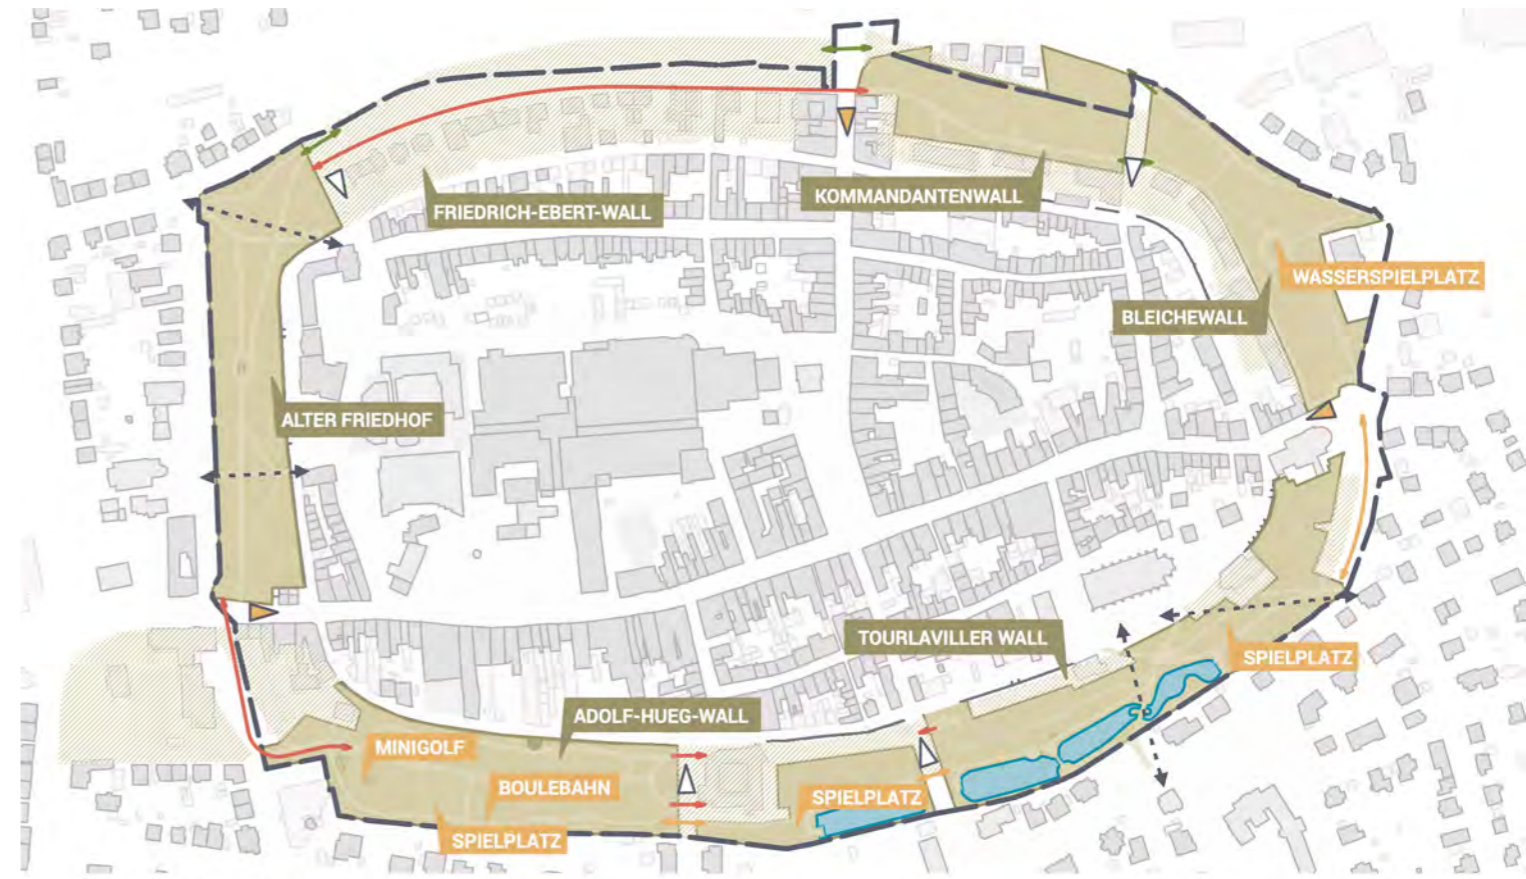 KOMMANDANTENWALL
FRIEDRICH-EBERT-WALL
WASSERSPIELPLATZ
BLEICHEWALL
ALTER FRIEDHOF
TOURLAVILLER WALL
SPIELPLATZ
ADOLF-HUEG-WALL
MINIGOLF
BOULEBAHN
SPIELPLATZ
SPIELPLATZ